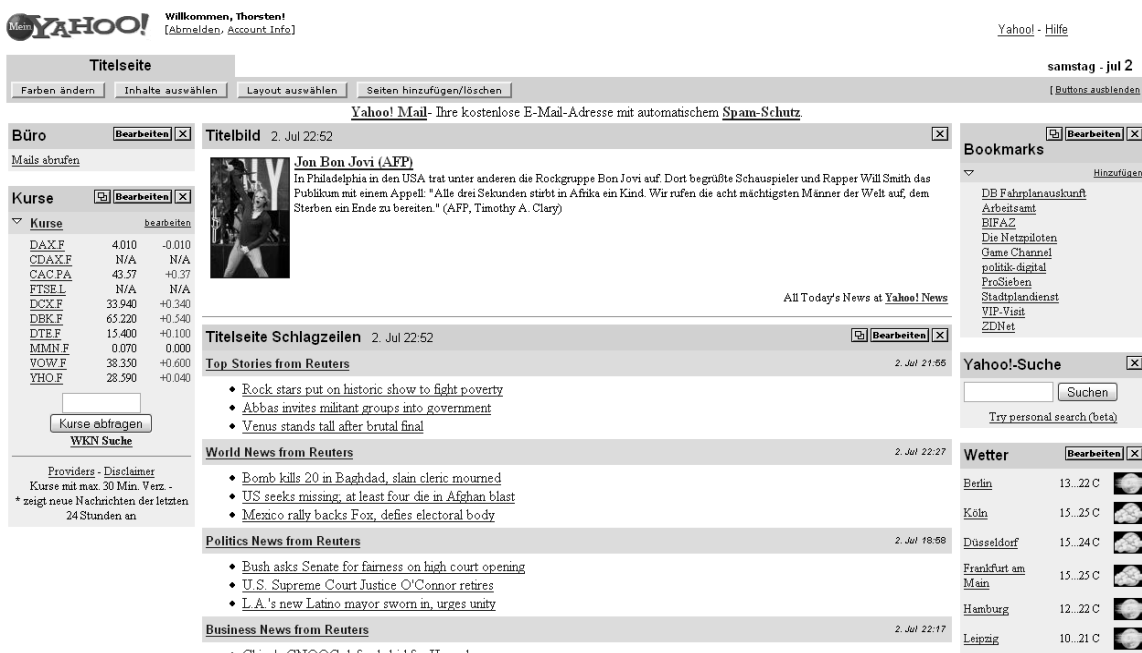 Mein YAHOO!
Willkommen, Thorsten!
[Abmelden, Account Info]
Yahoo! - Hilfe
Titelseite
samstag - jul 2
Farben ändern
Inhalte auswählen
Layout auswählen
Seiten hinzufügen/löschen
[ Buttons ausblenden
Yahoo! Mail- Ihre kostenlose E-Mail-Adresse mit automatischem Spam-Schutz.
Büro Bearbeiten X
Mails abrufen
Kurse Bearbeiten X
Kurse bearbeiten
DAX.F 4.010 -0.010
CDAX.F N/A N/A
CAC.PA 43.57 +0.37
FTSE.L N/A N/A
DCX.F 33.940 +0.340
DBK.F 65.220 +0.540
DTE.F 15.400 +0.100
MMN.F 0.070 0.000
VOW.F 38.350 +0.600
YHO.F 28.590 +0.040
Kurse abfragen
WKN Suche
Providers - Disclaimer
Kurse mit max. 30 Min. Verz. -
* zeigt neue Nachrichten der letzten
24 Stunden an
Titelbild 2. Jul 22:52 X
LY
Jon Bon Jovi (AFP)
In Philadelphia in den USA trat unter anderen die Rockgruppe Bon Jovi auf. Dort begrüßte Schauspieler und Rapper Will Smith das
Publikum mit einem Appell: "Alle drei Sekunden stirbt in Afrika ein Kind. Wir rufen die acht mächtigsten Männer der Welt auf, dem
Sterben ein Ende zu bereiten." (AFP, Timothy A. Clary)
All Today's News at Yahoo! News
Titelseite Schlagzeilen 2. Jul 22:52 Bearbeiten X
Top Stories from Reuters 2. Jul 21:55
Rock stars put on historic show to fight poverty
Abbas invites militant groups into government
Venus stands tall after brutal final
World News from Reuters 2. Jul 22:27
Bomb kills 20 in Baghdad, slain cleric mourned
US seeks missing; at least four die in Afghan blast
Mexico rally backs Fox, defies electoral body
Politics News from Reuters 2. Jul 18:58
Bush asks Senate for fairness on high court opening
U.S. Supreme Court Justice O'Connor retires
L.A.'s new Latino mayor sworn in, urges unity
Business News from Reuters 2. Jul 22:17
Bearbeiten X
Bookmarks
Hinzufügen
DB Fahrplanauskunft
Arbeitsamt
BIFAZ
Die Netzpiloten
Game Channel
politik-digital
ProSieben
Stadtplandienst
VIP-Visit
ZDNet
Yahoo!-Suche X
Suchen
Try personal search (beta)
Wetter Bearbeiten X
Berlin 13...22 C
Köln 15...25 C
Düsseldorf 15...24 C
Frankfurt am
Main 15...25 C
Hamburg 12...22 C
Leipzig 10...21 C